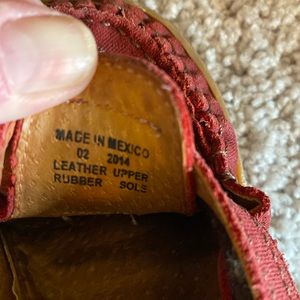 MADE IN MEXICO
02 2014
LEATHER UPPER
RUBBER SOLE